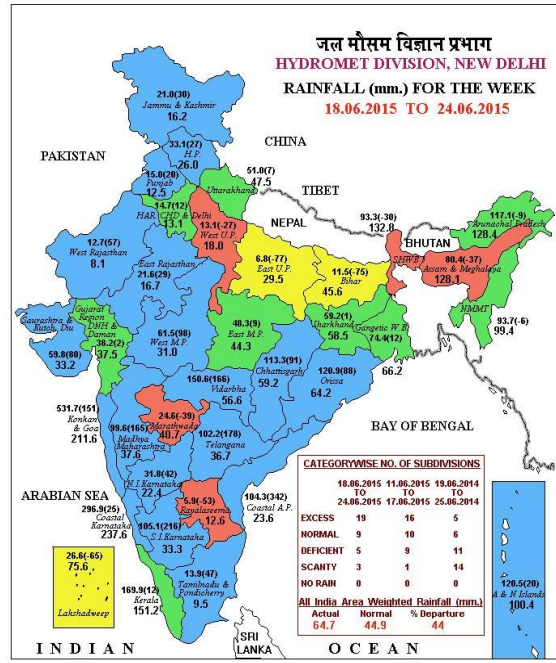 जल मौसम विज्ञान प्रभाग
HYDROMET DIVISION, NEW DELHI
RAINFALL (mm.) FOR THE WEEK
18.06.2015 TO 24.06.2015
21.0(30)
Jammu & Kashmir
16.2
33.1(27)
H.P.
26.0
CHINA
PAKISTAN
15.0(20)
Punjab
12.5
51.0(7)
47.5
Uttarakhand
TIBET
14.7(12)
HAR. CHD & Delhi
13.1
13.1(-27)
West U.P.
18.0
NEPAL
93.3(-30)
132.8
BHUTAN
117.1(-9)
Arunachal Pradesh
128.4
12.7(57)
West Rajasthan
8.1
East Rajasthan
21.6(29)
16.7
6.8(-77)
East U.P.
29.5
11.5(-75)
Bihar
45.6
SHWB
80.4(-37)
Assam & Meghalaya
128.1
NMMT
93.7(-6)
99.4
Gujarat
Region
DNH &
Daman
38.2(2)
37.5
Saurashtra &
Kutch, Diu
59.8(80)
33.2
61.5(98)
West M.P.
31.0
48.3(9)
East M.P.
44.3
59.2(1)
Jharkhand
58.5
Gangetic W.B.
74.4(12)
66.2
113.3(91)
Chhattisgarh
59.2
120.9(88)
Orissa
64.2
150.6(166)
Vidarbha
56.6
531.7(151)
Konkan
& Goa
211.6
24.6(-39)
Marathwada
40.7
99.6(165)
Madhya
Maharashtra
37.6
102.2(178)
Telangana
36.7
BAY OF BENGAL
31.8(42)
N.I.Karnataka
22.4
ARABIAN SEA
296.9(25)
Coastal
Karnataka
237.6
5.9(-53)
Rayalaseema
12.6
104.3(342)
Coastal A.P.
23.6
105.1(216)
S.I.Karnataka
33.3
26.6(-65)
75.6
Lakshadweep
169.9(12)
Kerala
151.2
13.9(47)
Tamilnadu &
Pondicherry
9.5
120.5(20)
A & N Islands
100.4
CATEGORYWISE NO. OF SUBDIVISIONS
18.06.2015 11.06.2015 19.06.2014
TO TO TO
24.06.2015 17.06.2015 25.06.2014
EXCESS 19 16 5
NORMAL 9 10 6
DEFICIENT 5 9 11
SCANTY 3 1 14
NO RAIN 0 0 0
All India Area Weighted Rainfall (mm.)
Actual Normal % Departure
64.7 44.9 44
SRI
LANKA
INDIAN OCEAN